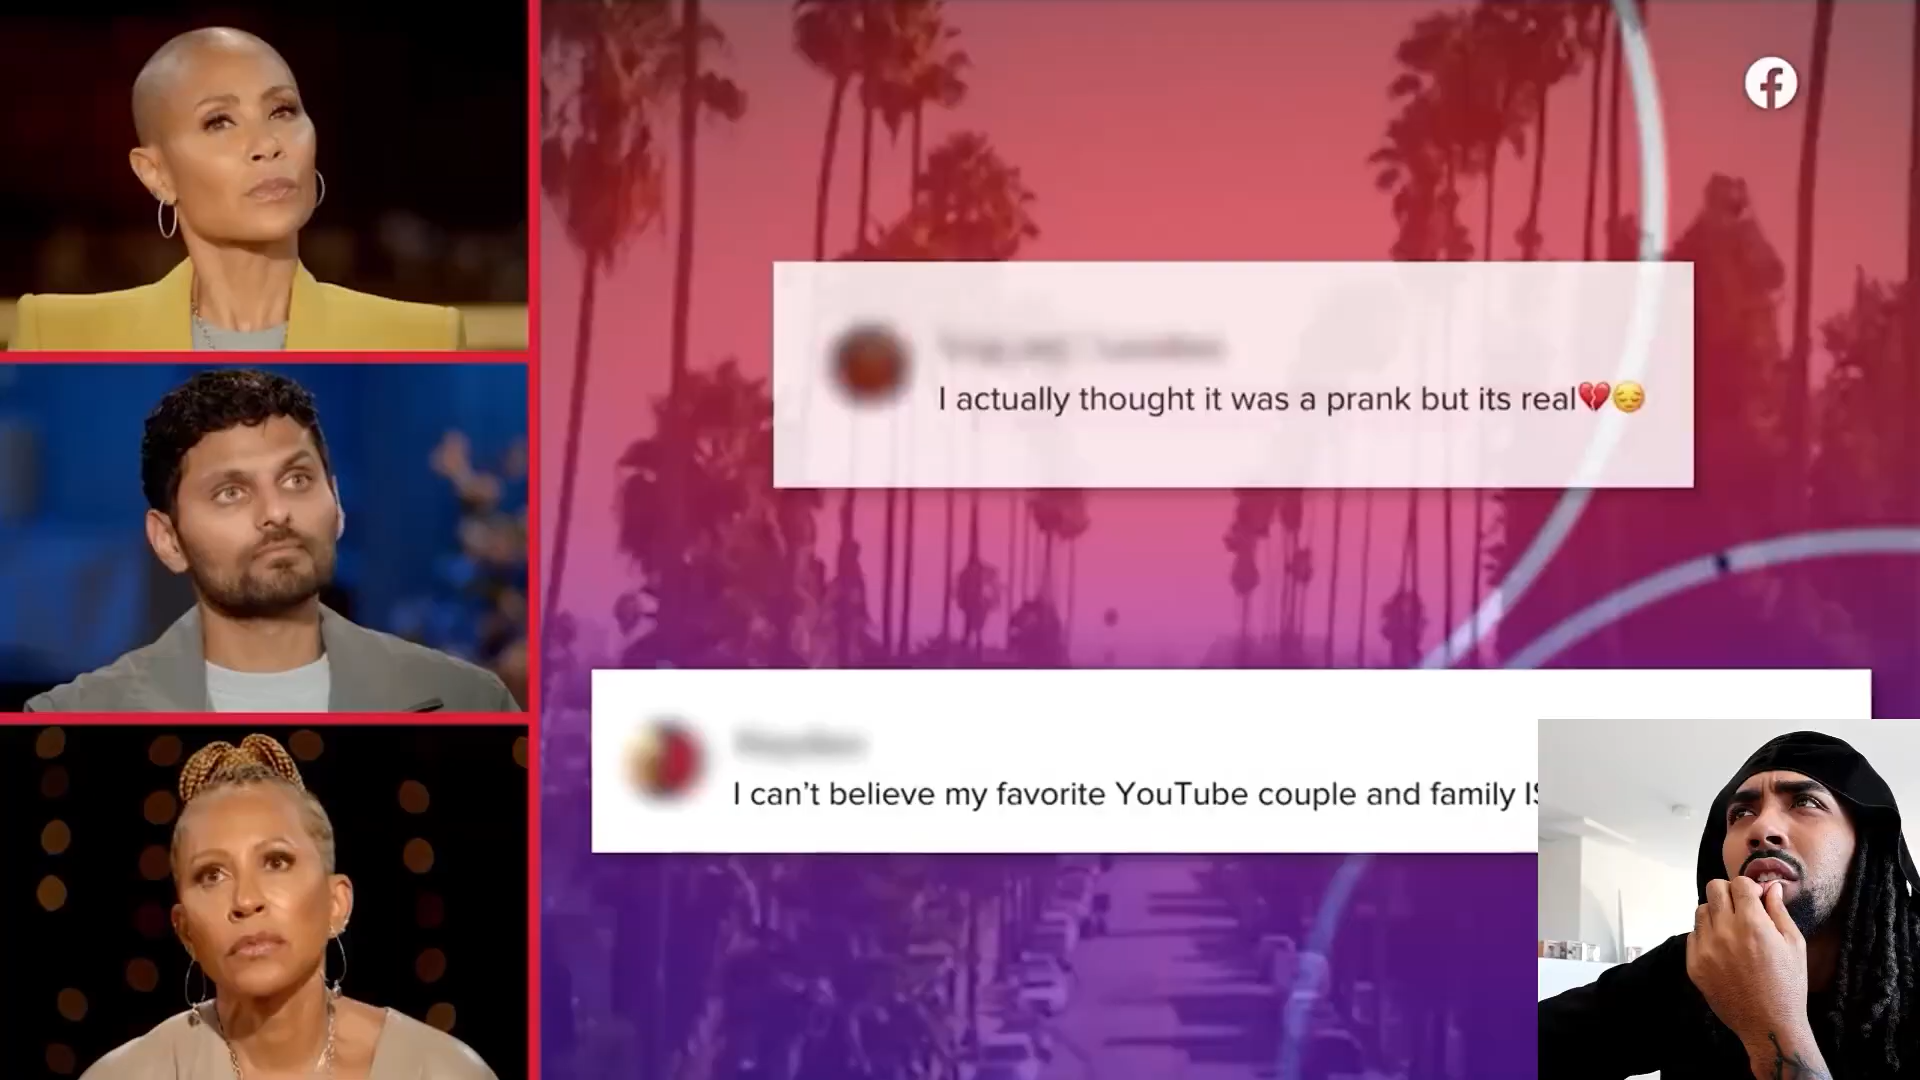 I actually thought it was a prank but its real💔😔
I can't believe my favorite YouTube couple and family